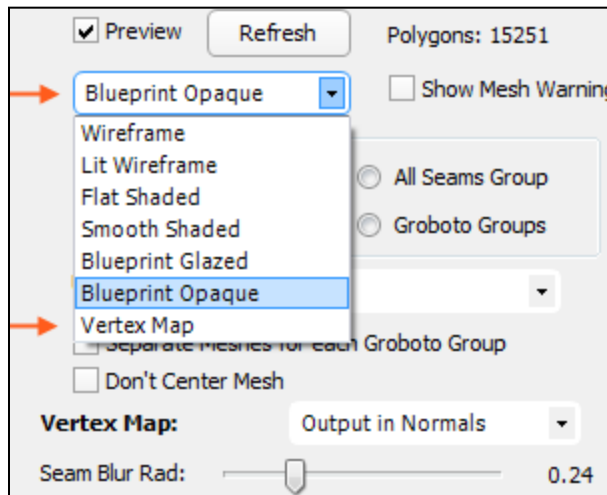 Preview Refresh Polygons: 15251
Blueprint Opaque Show Mesh Warning
Wireframe
Lit Wireframe
Flat Shaded All Seams Group
Smooth Shaded Groboto Groups
Blueprint Glazed
Blueprint Opaque
Vertex Map
Separate Meshes for each Groboto Group
Don't Center Mesh
Vertex Map: Output in Normals
Seam Blur Rad: 0.24